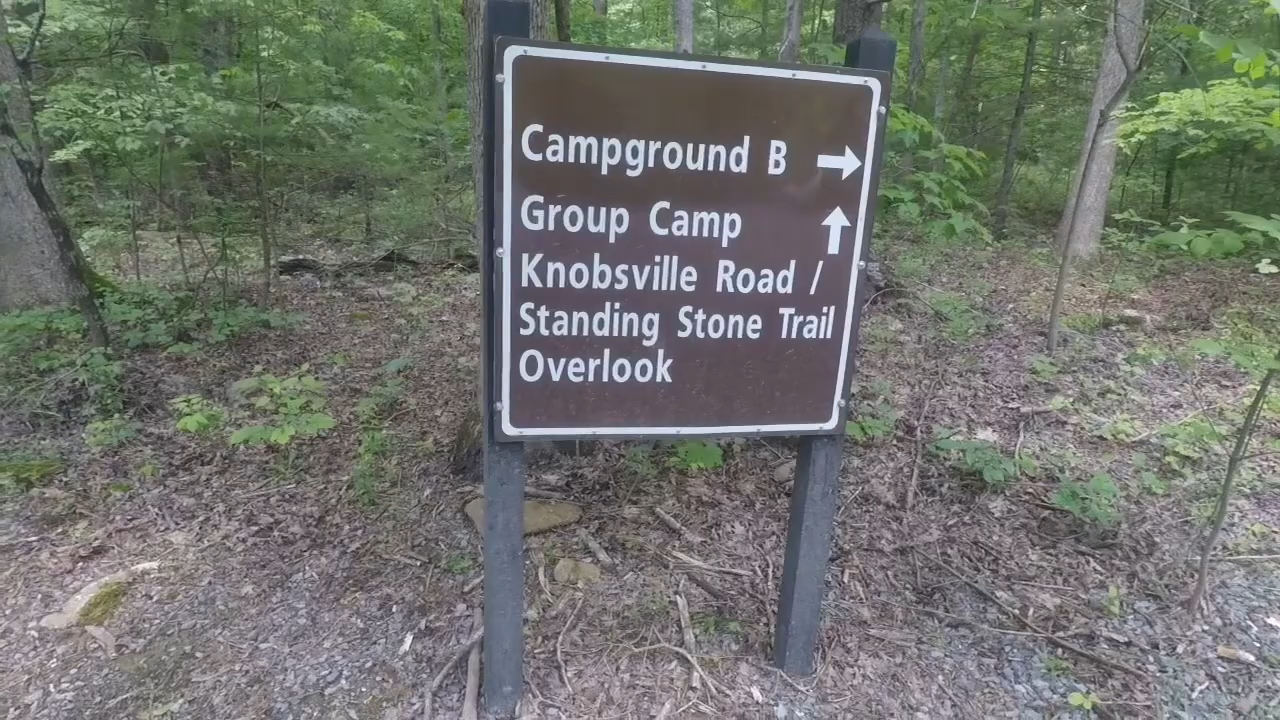 Campground B →
Group Camp ↑
Knobsville Road /
Standing Stone Trail
Overlook